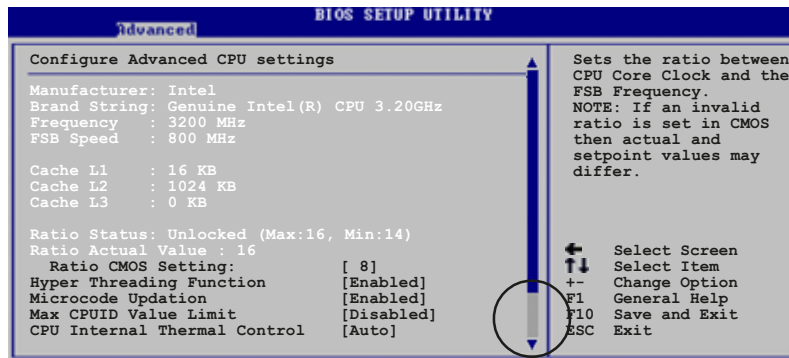 BIOS SETUP UTILITY
Advanced
Configure Advanced CPU settings
Manufacturer: Intel
Brand String: Genuine Intel(R) CPU 3.20GHz
Frequency : 3200 MHz
FSB Speed : 800 MHz
Cache L1 : 16 KB
Cache L2 : 1024 KB
Cache L3 : 0 KB
Ratio Status: Unlocked (Max:16, Min:14)
Ratio Actual Value : 16
Ratio CMOS Setting: [ 8]
Hyper Threading Function [Enabled]
Microcode Updation [Enabled]
Max CPUID Value Limit [Disabled]
CPU Internal Thermal Control [Auto]
Sets the ratio between
CPU Core Clock and the
FSB Frequency.
NOTE: If an invalid
ratio is set in CMOS
then actual and
setpoint values may
differ.
Select Screen
Select Item
+- Change Option
F1 General Help
F10 Save and Exit
ESC Exit